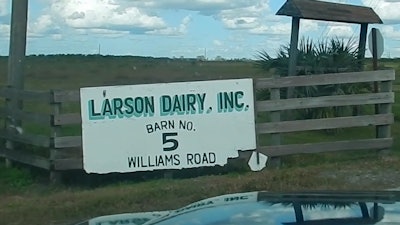 LARSON DAIRY, INC.
BARN NO.
5
WILLIAMS ROAD